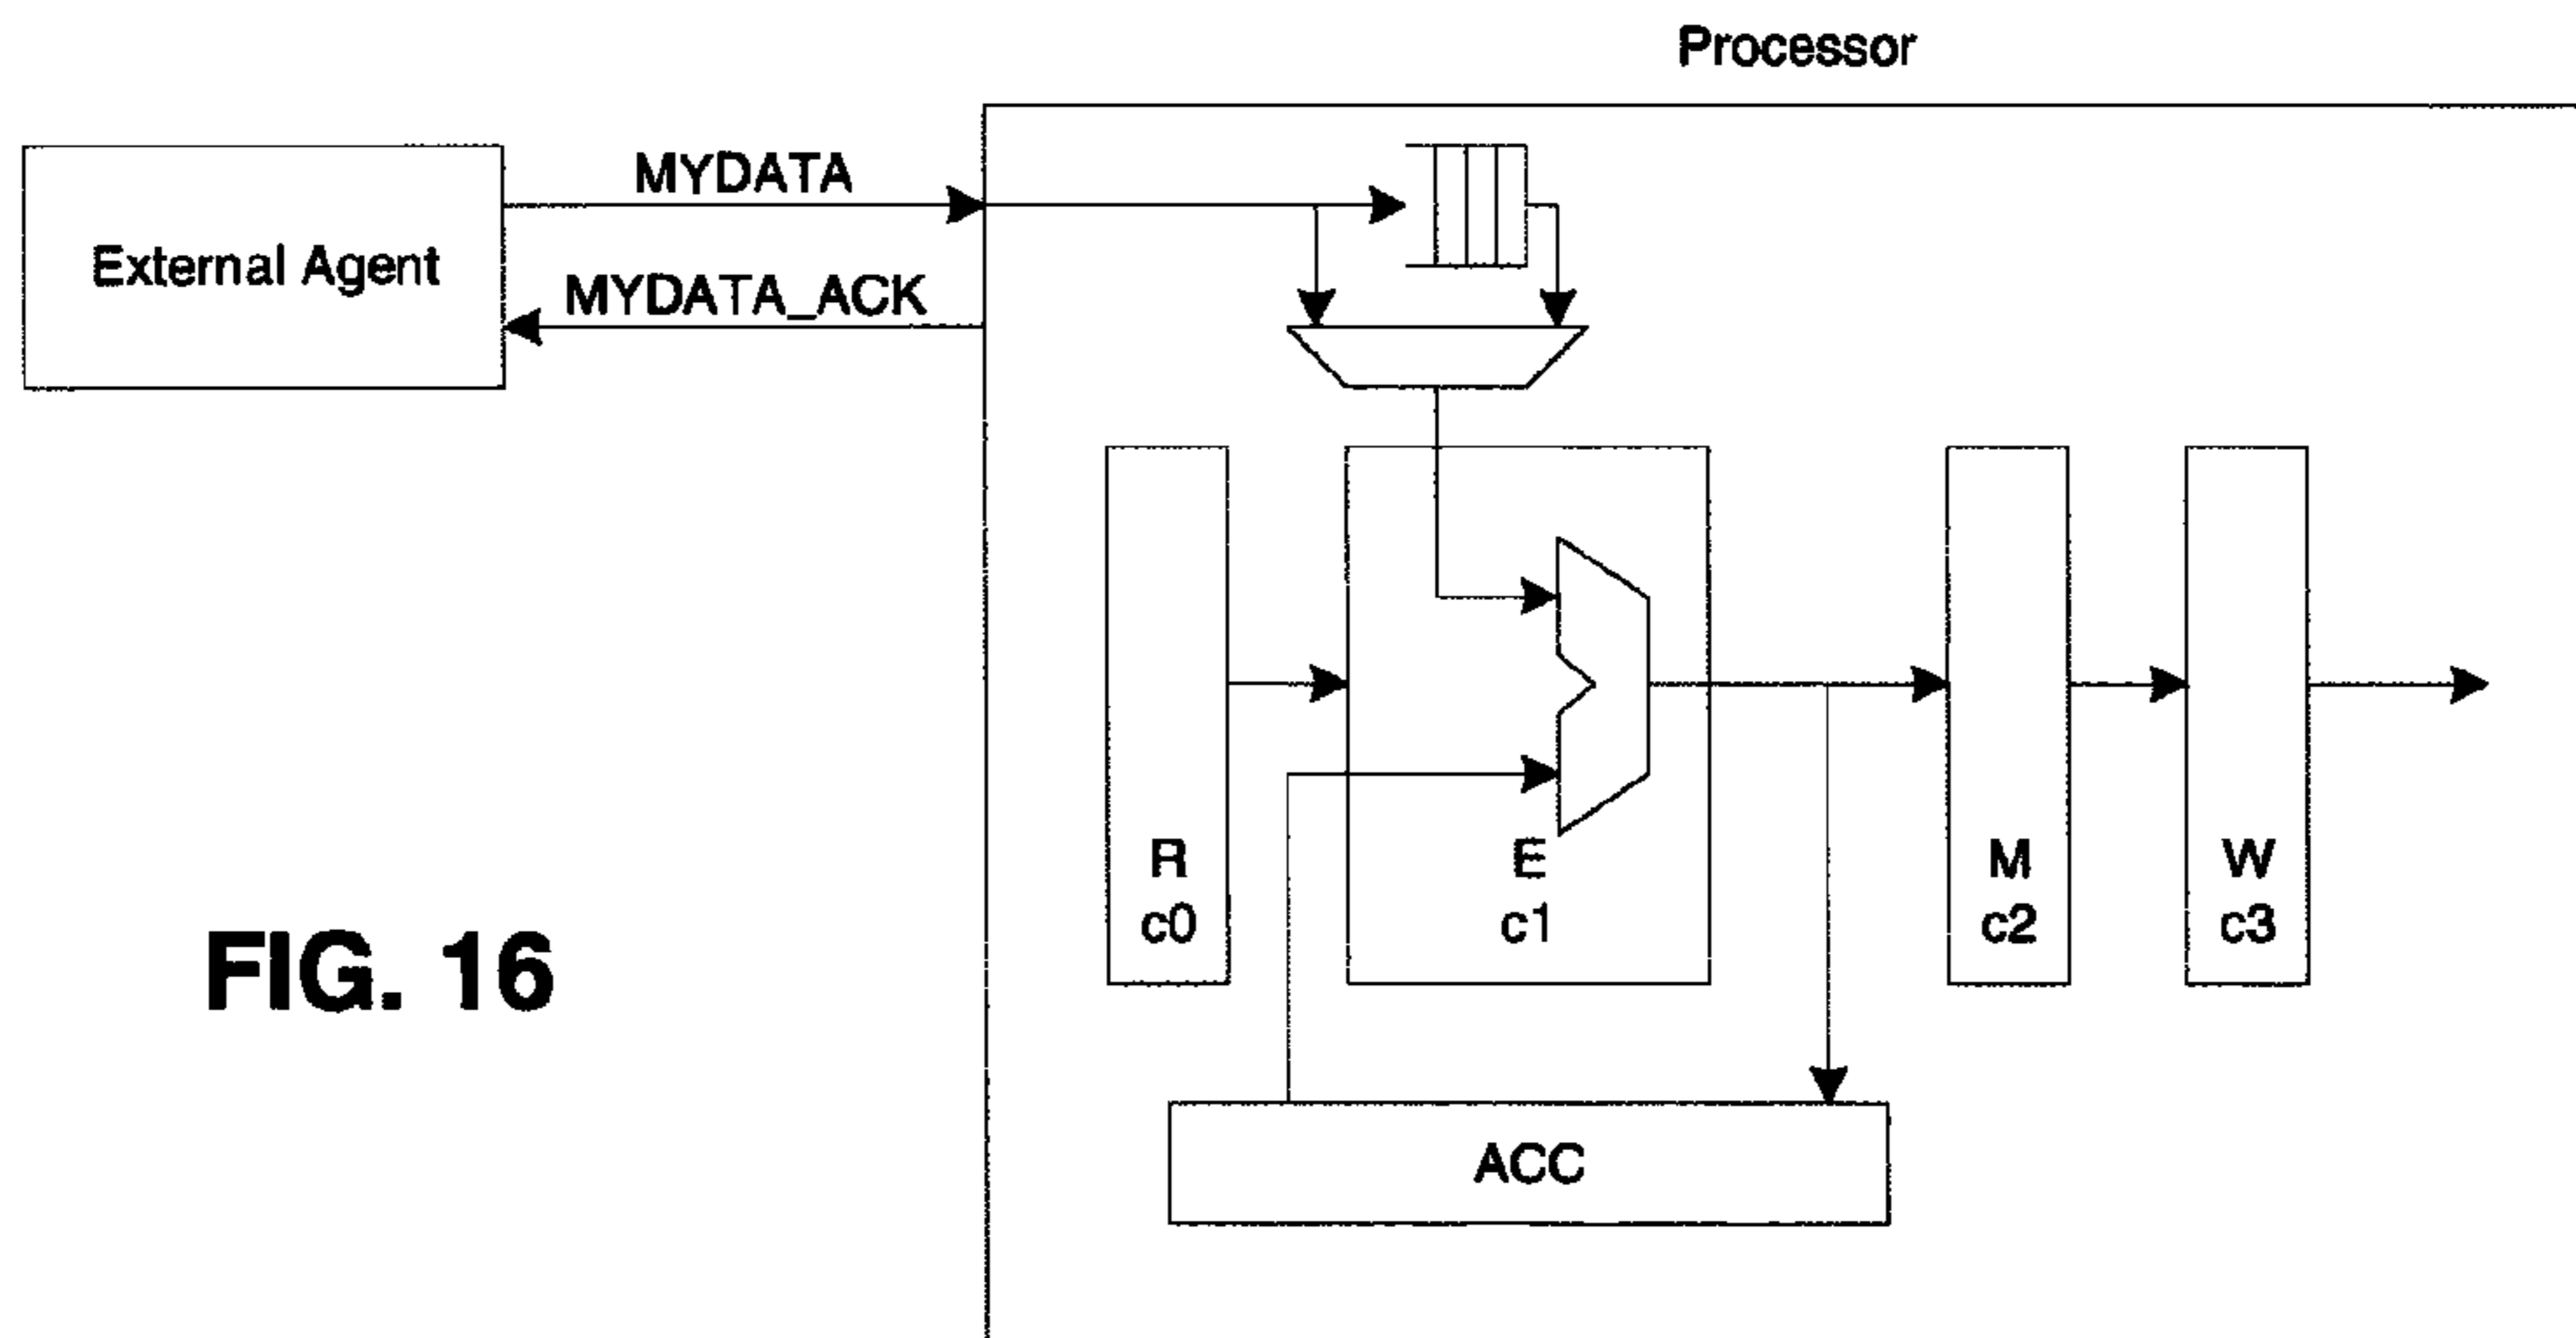 Processor
MYDATA
External Agent
MYDATA_ACK
R
c0
E
c1
M
c2
W
c3
FIG. 16
ACC